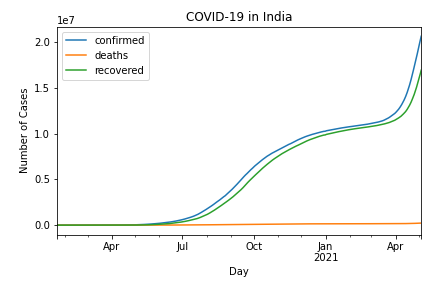 COVID-19 in India
1e7
confirmed
deaths
recovered
2.0
1.5
1.0
0.5
0.0
Number of Cases
Apr Jul Oct Jan Apr
2021
Day